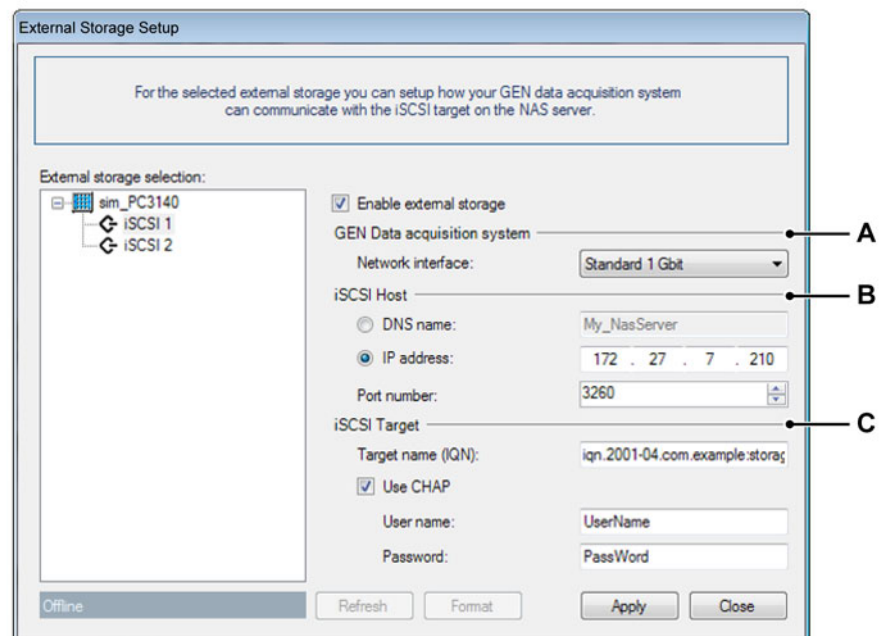 External Storage Setup
For the selected external storage you can setup how your GEN data acquisition system
can communicate with the iSCSI target on the NAS server.
External storage selection:
sim_PC3140
iSCSI 1
iSCSI 2
Enable external storage
GEN Data acquisition system
A
Network interface: Standard 1 Gbit
iSCSI Host
B
DNS name: My_NasServer
IP address: 172 . 27 . 7 . 210
Port number: 3260
iSCSI Target
C
Target name (IQN): iqn.2001-04.com.example:storag
Use CHAP
User name: UserName
Password: PassWord
Offline
Refresh Format Apply Close